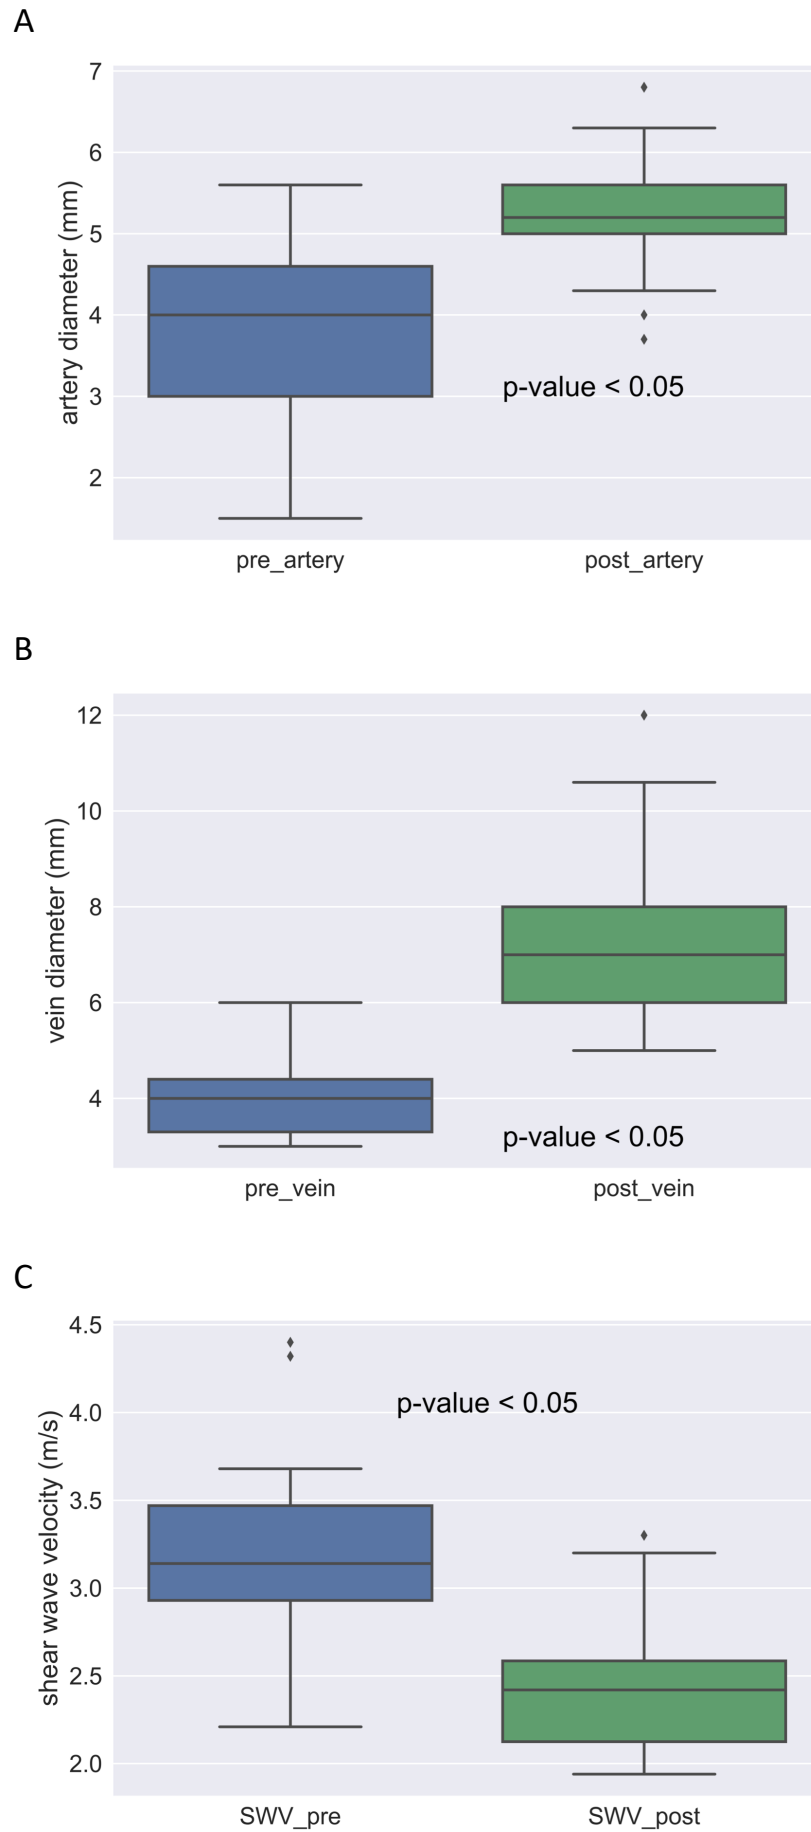 A
7
6
5
4
3
2
artery diameter (mm)
p-value < 0.05
pre_artery post_artery
B
12
10
8
6
4
vein diameter (mm)
p-value < 0.05
pre_vein post_vein
C
4.5
4.0
3.5
3.0
2.5
2.0
shear wave velocity (m/s)
p-value < 0.05
SWV_pre SWV_post